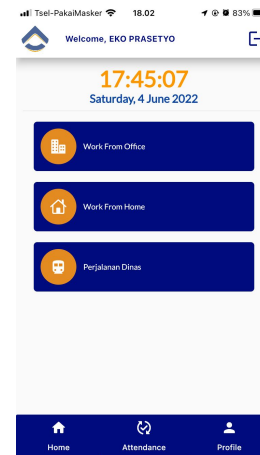 Tsel-PakaiMasker 18.02 83%
Welcome, EKO PRASETYO
17:45:07
Saturday, 4 June 2022
Work From Office
Work From Home
Perjalanan Dinas
Home Attendance Profile